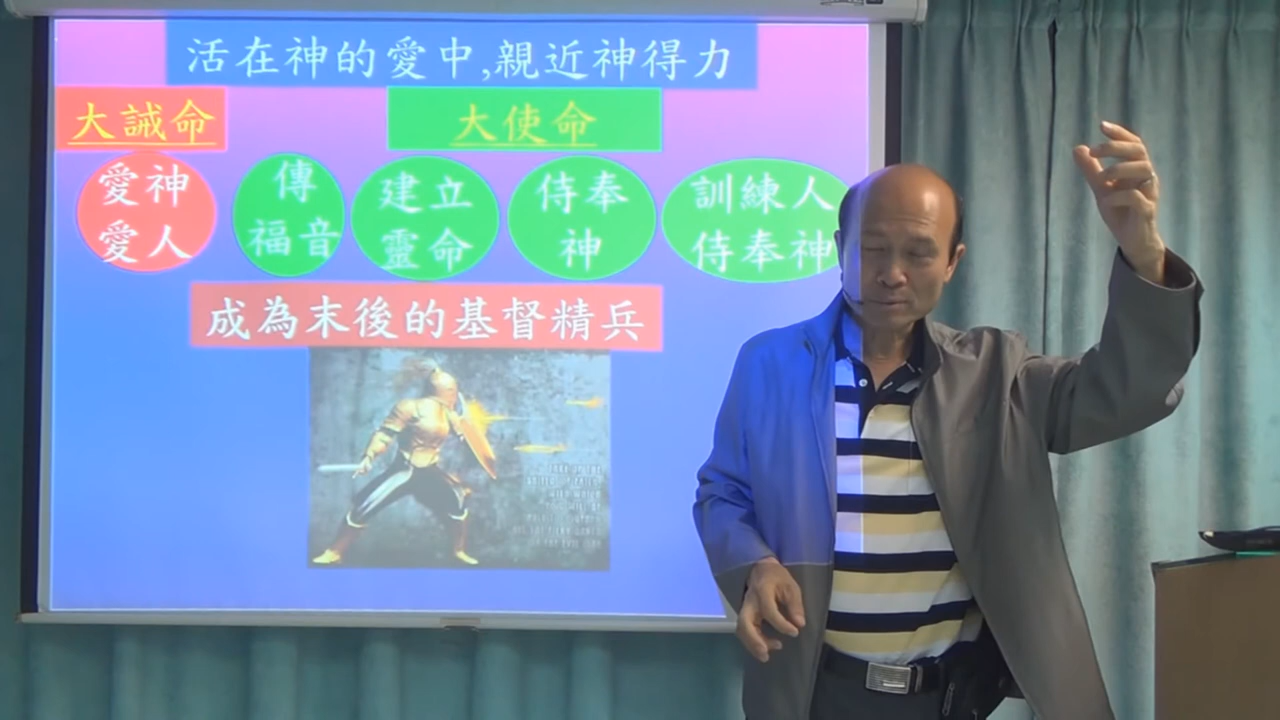 活在神的愛中,親近神得力
大誡命
大使命
愛神
愛人
傳
福音
建立
靈命
侍奉
神
訓練人
侍奉神
成為末後的基督精兵